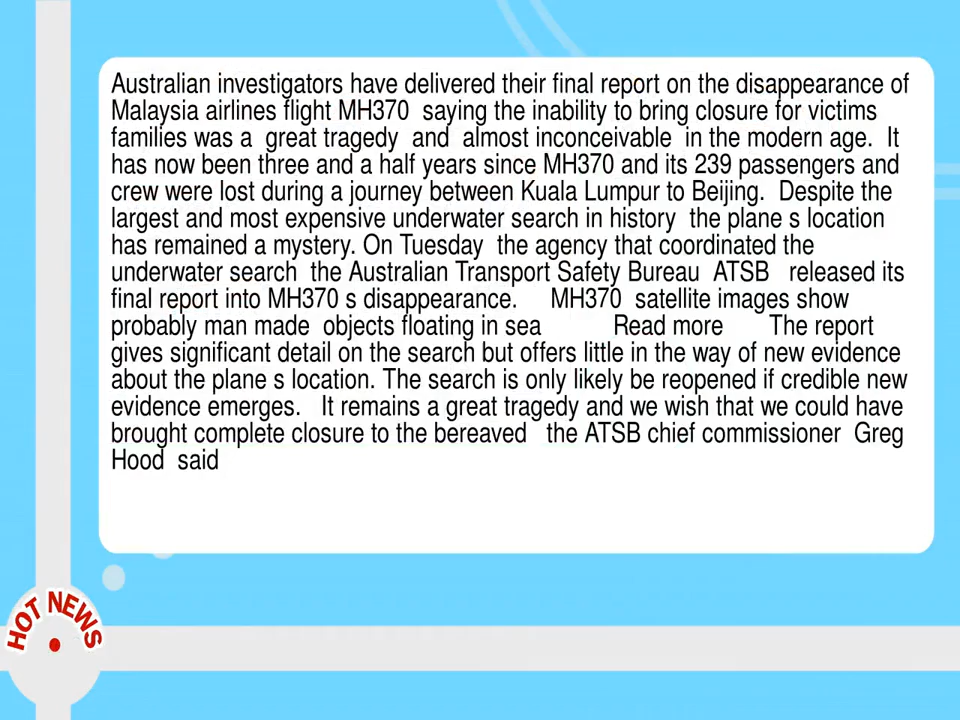 Australian investigators have delivered their final report on the disappearance of
Malaysia airlines flight MH370  saying the inability to bring closure for victims
families was a  great tragedy  and  almost inconceivable  in the modern age.  It
has now been three and a half years since MH370 and its 239 passengers and
crew were lost during a journey between Kuala Lumpur to Beijing.  Despite the
largest and most expensive underwater search in history  the plane s location
has remained a mystery. On Tuesday  the agency that coordinated the
underwater search  the Australian Transport Safety Bureau  ATSB   released its
final report into MH370 s disappearance.     MH370  satellite images show
probably man made  objects floating in sea          Read more      The report
gives significant detail on the search but offers little in the way of new evidence
about the plane s location. The search is only likely be reopened if credible new
evidence emerges.   It remains a great tragedy and we wish that we could have
brought complete closure to the bereaved   the ATSB chief commissioner  Greg
Hood  said
HOT NEWS